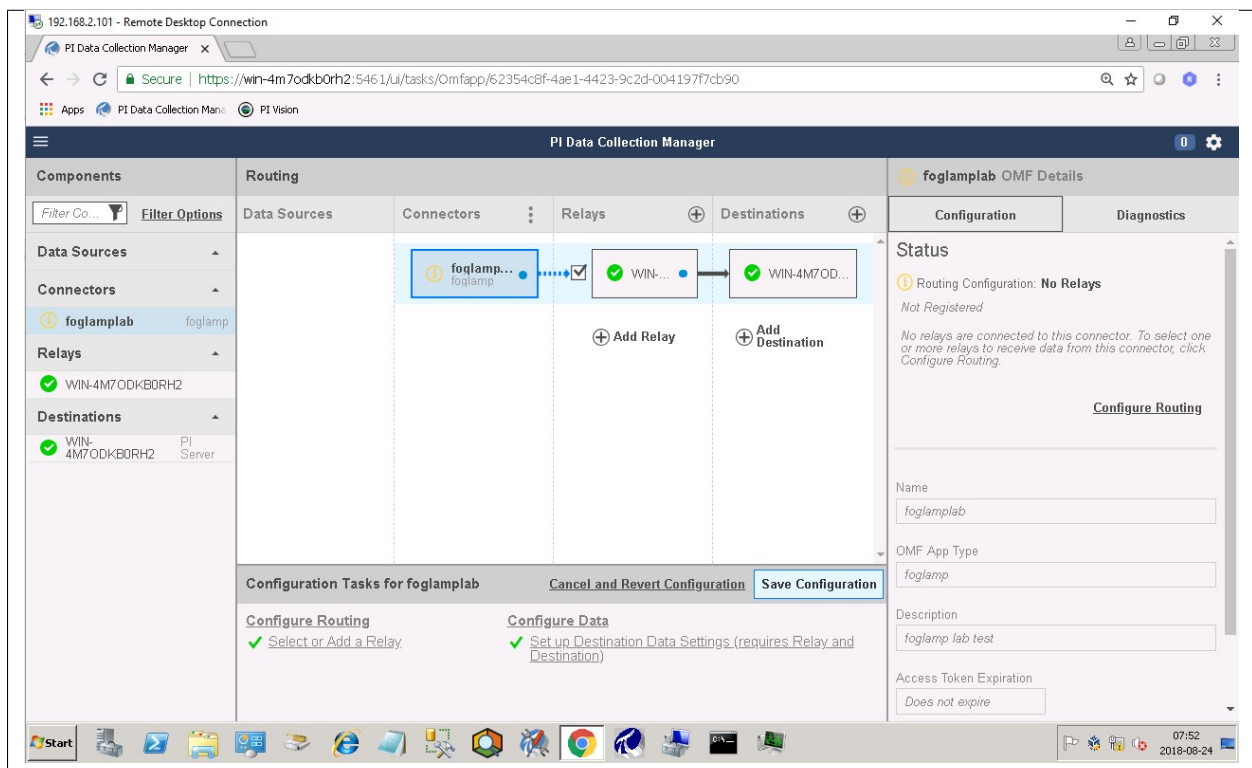 192.168.2.101 - Remote Desktop Connection
PI Data Collection Manager
Secure | https://win-4m7odkb0rh2:5461/ui/tasks/Omfapp/62354c8f-4ae1-4423-9c2d-004197f7cb90
Apps PI Data Collection Mana PI Vision
PI Data Collection Manager
0
Components
Filter Co... Filter Options
Data Sources
Connectors
foglamplab foglamp
Relays
WIN-4M7ODKB0RH2
Destinations
WIN-4M7ODKB0RH2 PI Server
Routing
Data Sources Connectors Relays Destinations
foglamp...
foglamp
WIN-...
WIN-4M7OD...
Add Relay
Add
Destination
Configuration Tasks for foglamplab Cancel and Revert Configuration Save Configuration
Configure Routing
Select or Add a Relay
Configure Data
Set up Destination Data Settings (requires Relay and
Destination)
foglamplab OMF Details
Configuration Diagnostics
Status
Routing Configuration: No Relays
Not Registered
No relays are connected to this connector. To select one
or more relays to receive data from this connector, click
Configure Routing.
Configure Routing
Name
foglamplab
OMF App Type
foglamp
Description
foglamp lab test
Access Token Expiration
Does not expire
Start
07:52
2018-08-24